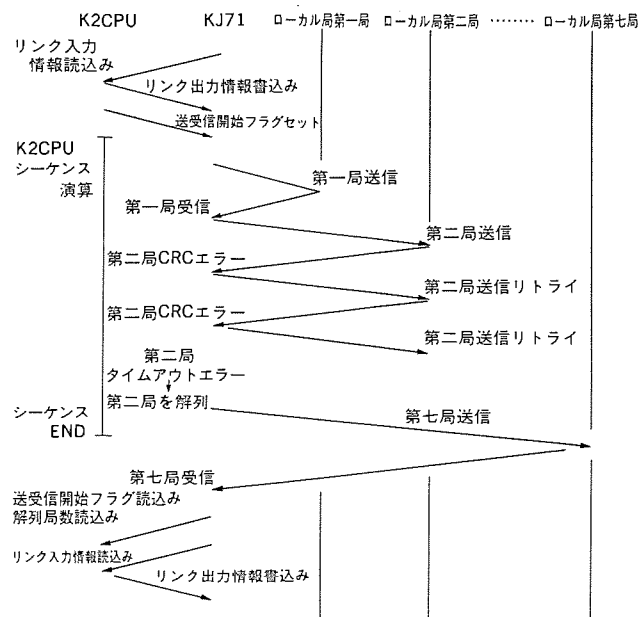 K2CPU KJ71 ローカル局第一局 ローカル局第二局 ········ ローカル局第七局
リンク入力
情報読込み
リンク出力情報書込み
送受信開始フラグセット
K2CPU
シーケンス
演算
第一局送信
第一局受信
第二局送信
第二局CRCエラー
第二局送信リトライ
第二局CRCエラー
第二局送信リトライ
第二局
タイムアウトエラー
第二局を解列
シーケンス
END
第七局送信
第七局受信
送受信開始フラグ読込み
解列局数読込み
リンク入力情報読込み
リンク出力情報書込み